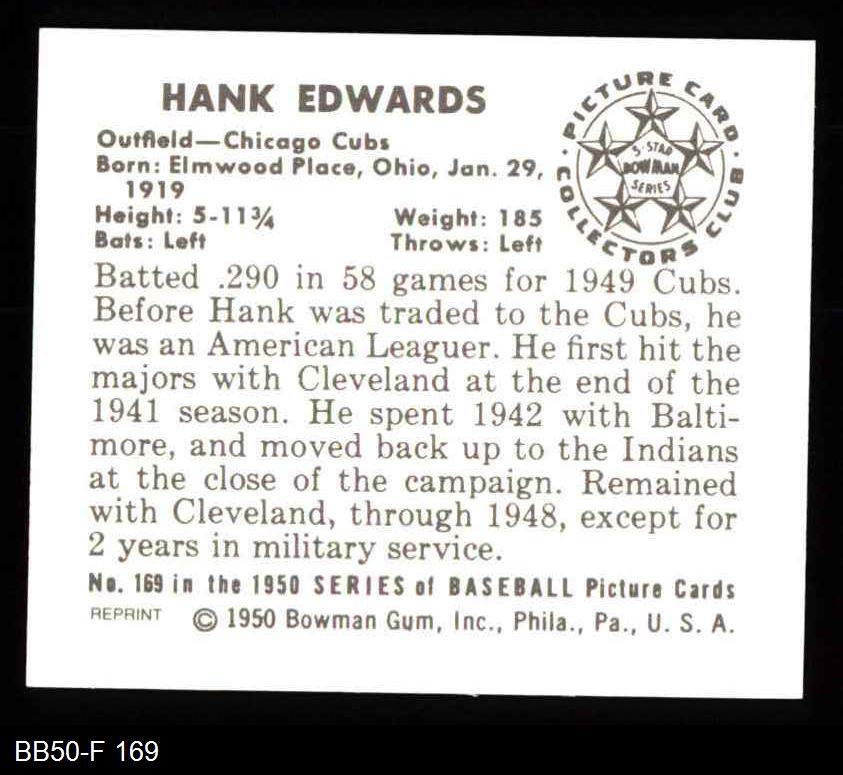 HANK EDWARDS
Outfield—Chicago Cubs
Born: Elmwood Place, Ohio, Jan. 29,
1919
Height: 5-11¾ Weight: 185
Bats: Left Throws: Left
PICTURE CARD
COLLECTORS CLUB
5-STAR
BOWMAN
SERIES
Batted .290 in 58 games for 1949 Cubs.
Before Hank was traded to the Cubs, he
was an American Leaguer. He first hit the
majors with Cleveland at the end of the
1941 season. He spent 1942 with Balti-
more, and moved back up to the Indians
at the close of the campaign. Remained
with Cleveland, through 1948, except for
2 years in military service.
No. 169 in the 1950 SERIES of BASEBALL Picture Cards
REPRINT © 1950 Bowman Gum, Inc., Phila., Pa., U. S. A.
BB50-F 169